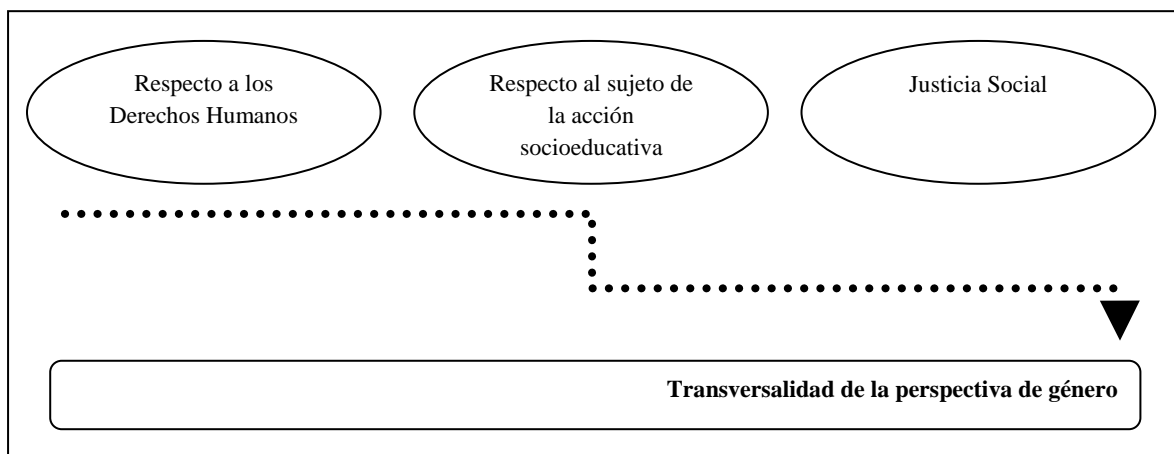 Respecto a los
Derechos Humanos
Respecto al sujeto de
la acción
socioeducativa
Justicia Social
Transversalidad de la perspectiva de género